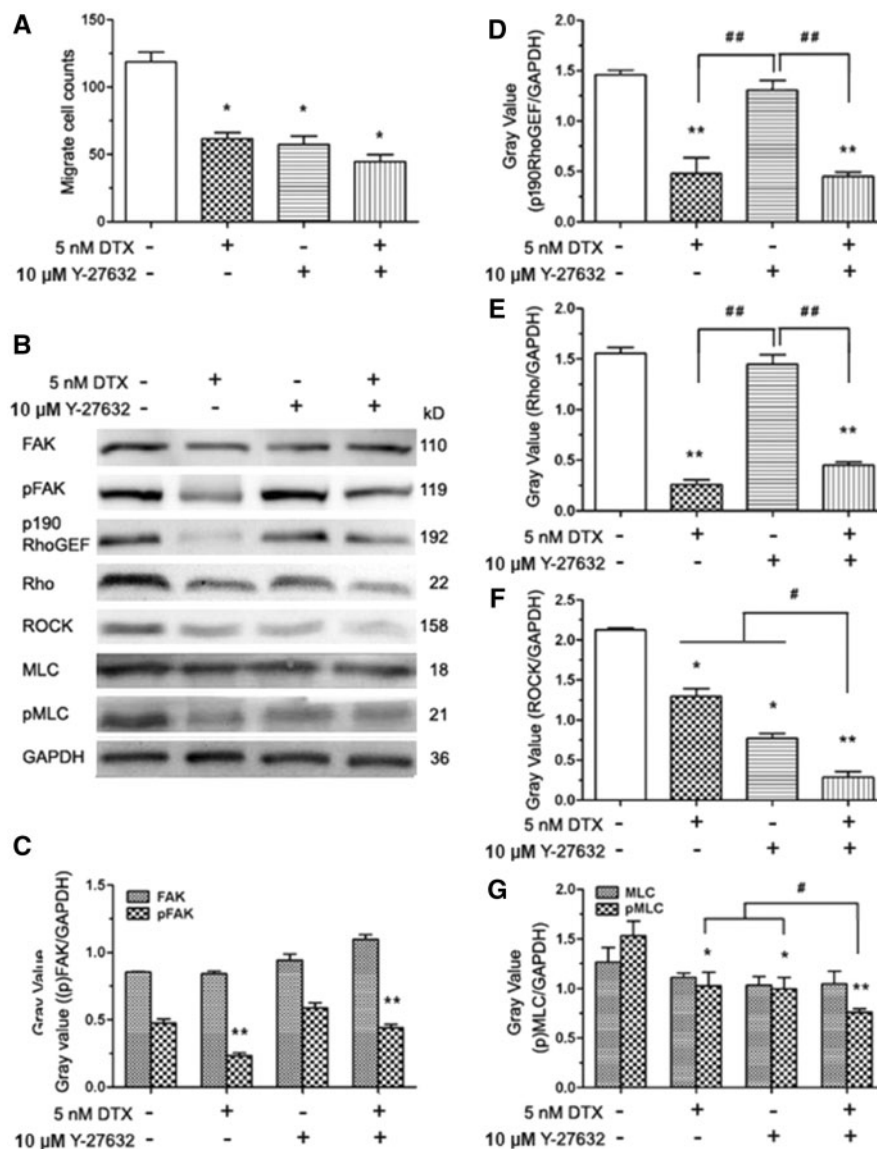 A
Migrate cell counts
150
100
50
0
* * *
5 nM DTX - + - +
10 µM Y-27632 - - + +
B
5 nM DTX - + - +
10 µM Y-27632 - - + + kD
FAK 110
pFAK 119
p190
RhoGEF 192
Rho 22
ROCK 158
MLC 18
pMLC 21
GAPDH 36
C
Gray Value
Gray value ((p)FAK/GAPDH)
1.5
1.0
0.5
0.0
FAK
pFAK
** **
5 nM DTX - + - +
10 µM Y-27632 - - + +
D
Gray Value
(p190RhoGEF/GAPDH)
2.0
1.5
1.0
0.5
0.0
## ##
** **
5 nM DTX - + - +
10 µM Y-27632 - - + +
E
Gray Value (Rho/GAPDH)
2.0
1.5
1.0
0.5
0.0
## ##
** **
5 nM DTX - + - +
10 µM Y-27632 - - + +
F
Gray Value (ROCK/GAPDH)
2.5
2.0
1.5
1.0
0.5
0.0
#
* * **
5 nM DTX - + - +
10 µM Y-27632 - - + +
G
Gray Value
(p)MLC/GAPDH)
2.0
1.5
1.0
0.5
0.0
MLC
pMLC
#
* * **
5 nM DTX - + - +
10 µM Y-27632 - - + +